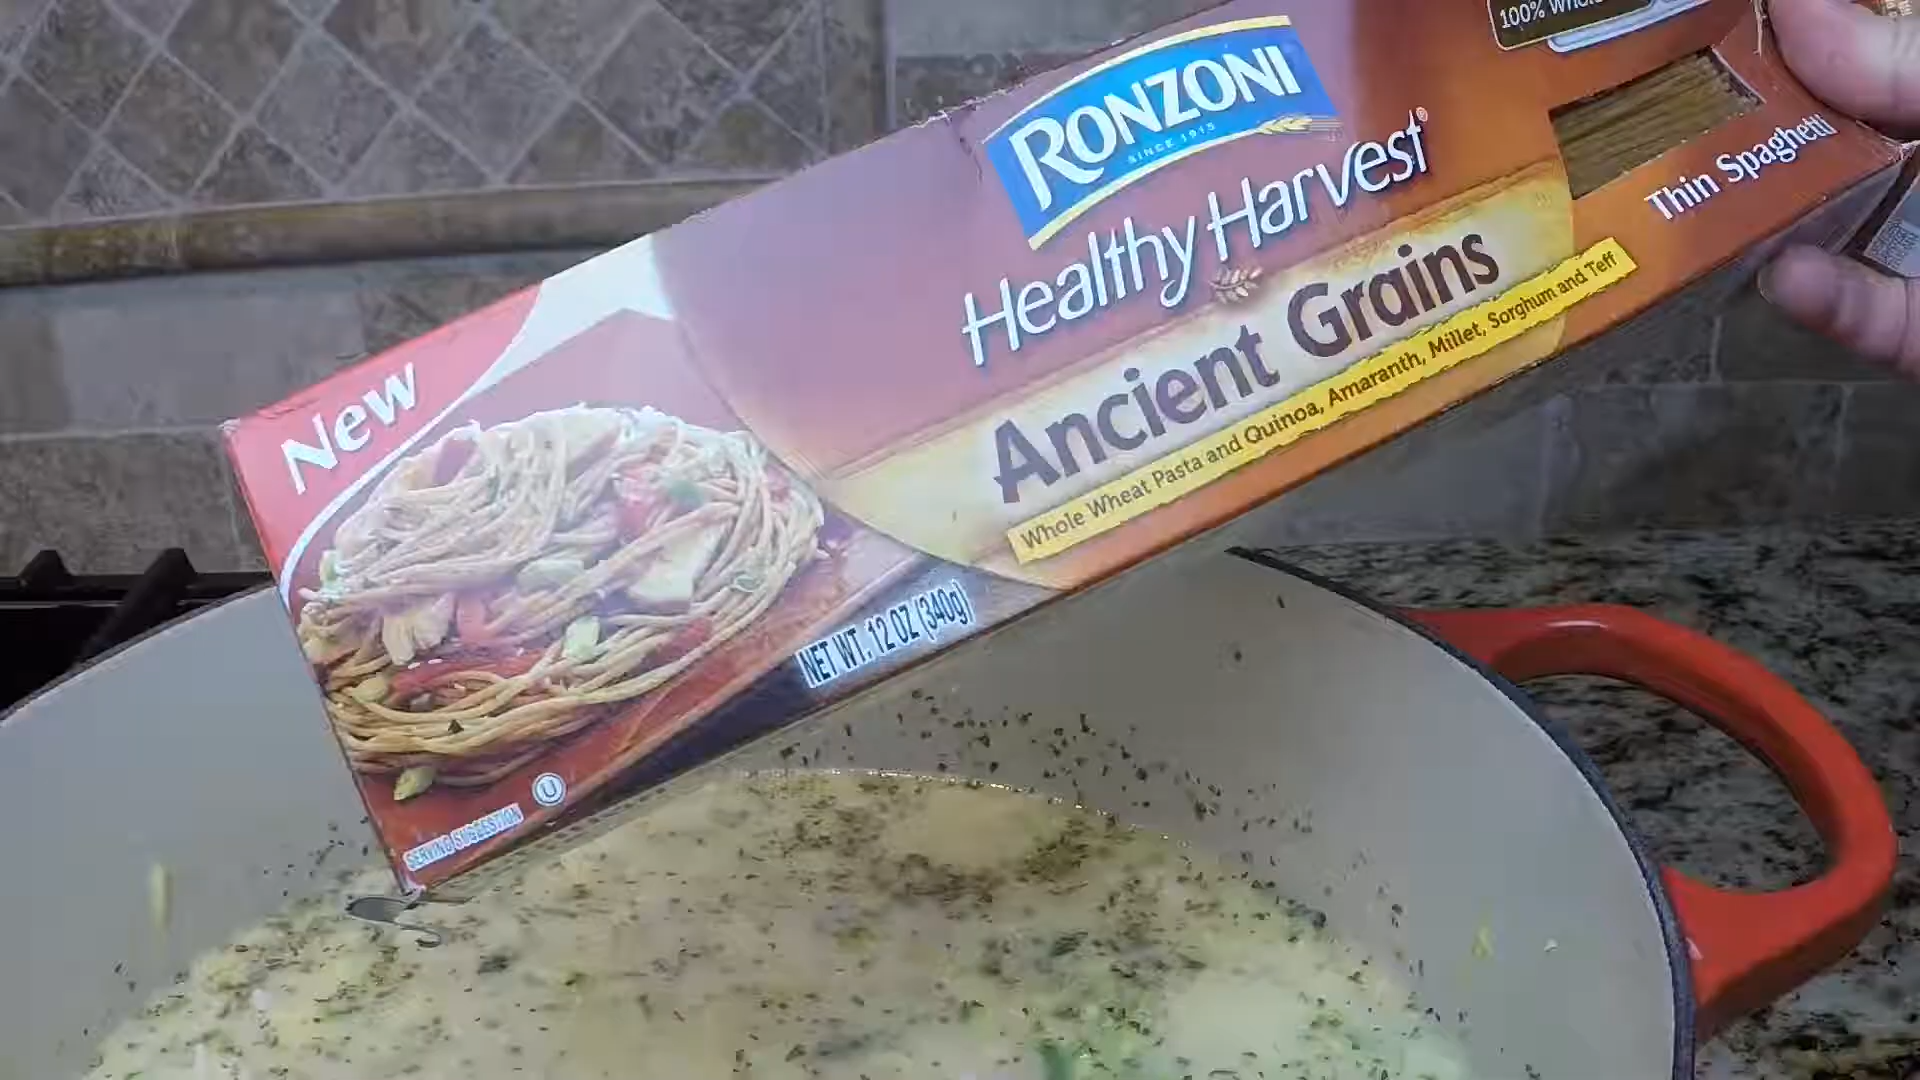 100%
RONZONI
SINCE 1915
Healthy Harvest®
Ancient Grains
Whole Wheat Pasta and Quinoa, Amaranth, Millet, Sorghum and Teff
Thin Spaghetti
New
NET WT. 12 OZ (340g)
SERVING SUGGESTION
U